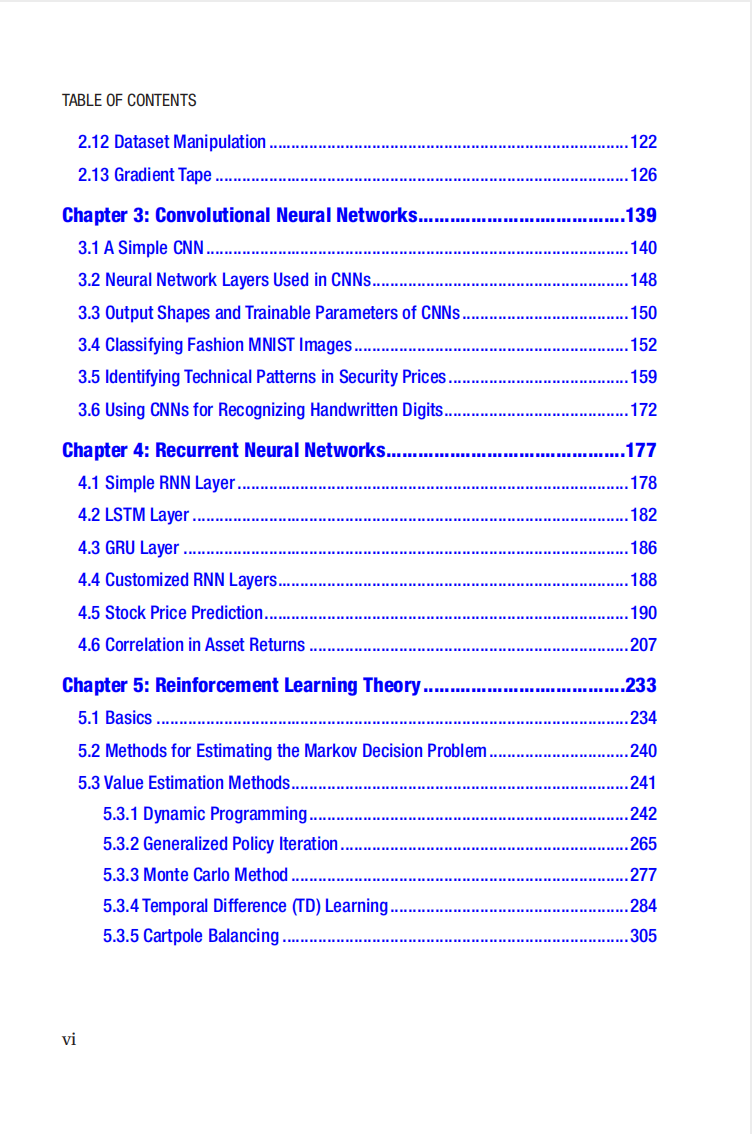 TABLE OF CONTENTS
2.12 Dataset Manipulation ................................................................................ 122
2.13 Gradient Tape ............................................................................................ 126
Chapter 3: Convolutional Neural Networks.......................................139
3.1 A Simple CNN .............................................................................................. 140
3.2 Neural Network Layers Used in CNNs......................................................... 148
3.3 Output Shapes and Trainable Parameters of CNNs ..................................... 150
3.4 Classifying Fashion MNIST Images ............................................................. 152
3.5 Identifying Technical Patterns in Security Prices ........................................ 159
3.6 Using CNNs for Recognizing Handwritten Digits......................................... 172
Chapter 4: Recurrent Neural Networks.............................................177
4.1 Simple RNN Layer ....................................................................................... 178
4.2 LSTM Layer ................................................................................................. 182
4.3 GRU Layer ................................................................................................... 186
4.4 Customized RNN Layers.............................................................................. 188
4.5 Stock Price Prediction................................................................................. 190
4.6 Correlation in Asset Returns ....................................................................... 207
Chapter 5: Reinforcement Learning Theory ......................................233
5.1 Basics ......................................................................................................... 234
5.2 Methods for Estimating the Markov Decision Problem ............................... 240
5.3 Value Estimation Methods........................................................................... 241
5.3.1 Dynamic Programming ....................................................................... 242
5.3.2 Generalized Policy Iteration ................................................................ 265
5.3.3 Monte Carlo Method ........................................................................... 277
5.3.4 Temporal Difference (TD) Learning ..................................................... 284
5.3.5 Cartpole Balancing ............................................................................. 305
vi